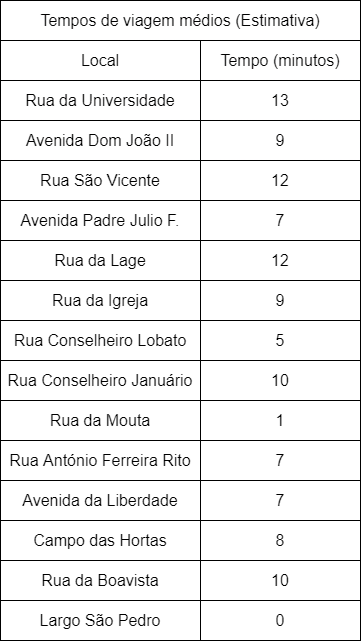 Tempos de viagem médios (Estimativa)
Local Tempo (minutos)
Rua da Universidade 13
Avenida Dom João II 9
Rua São Vicente 12
Avenida Padre Julio F. 7
Rua da Lage 12
Rua da Igreja 9
Rua Conselheiro Lobato 5
Rua Conselheiro Januário 10
Rua da Mouta 1
Rua António Ferreira Rito 7
Avenida da Liberdade 7
Campo das Hortas 8
Rua da Boavista 10
Largo São Pedro 0